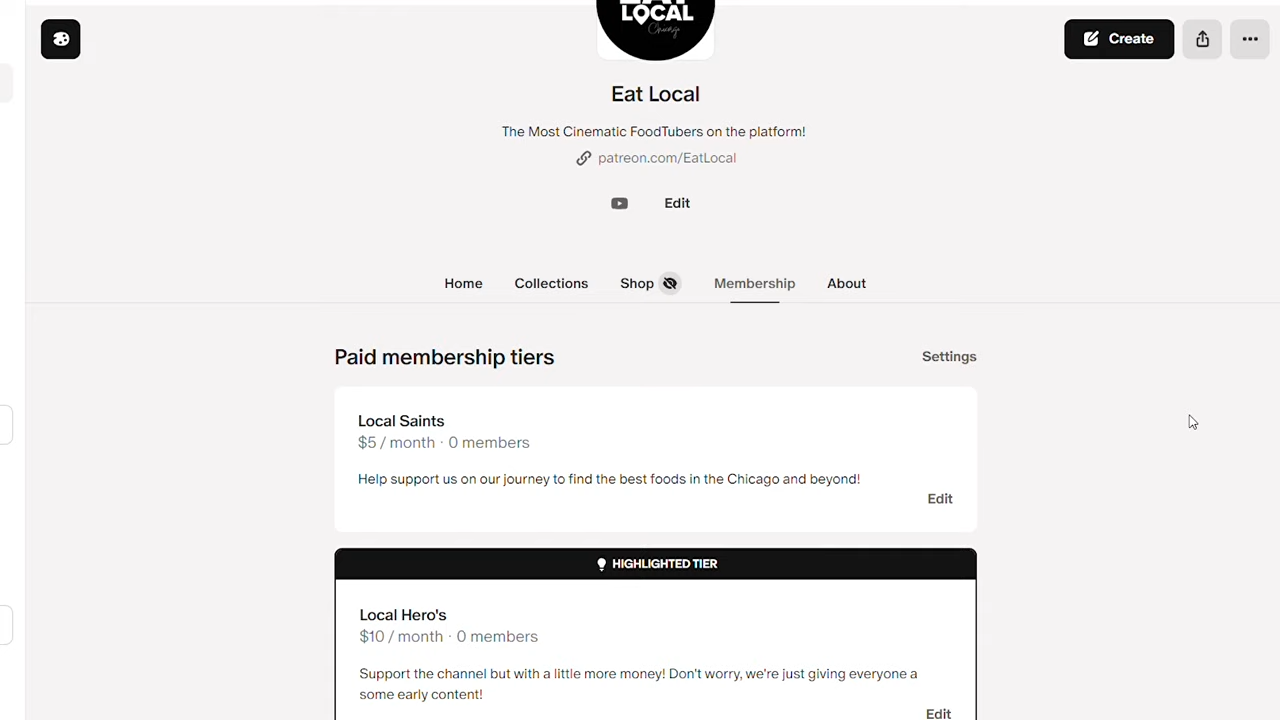 LOCAL
Chicago
Create
Eat Local
The Most Cinematic FoodTubers on the platform!
patreon.com/EatLocal
Edit
Home Collections Shop Membership About
Paid membership tiers Settings
Local Saints
$5 / month · 0 members
Help support us on our journey to find the best foods in the Chicago and beyond!
Edit
HIGHLIGHTED TIER
Local Hero's
$10 / month · 0 members
Support the channel but with a little more money! Don't worry, we're just giving everyone a
some early content!
Edit